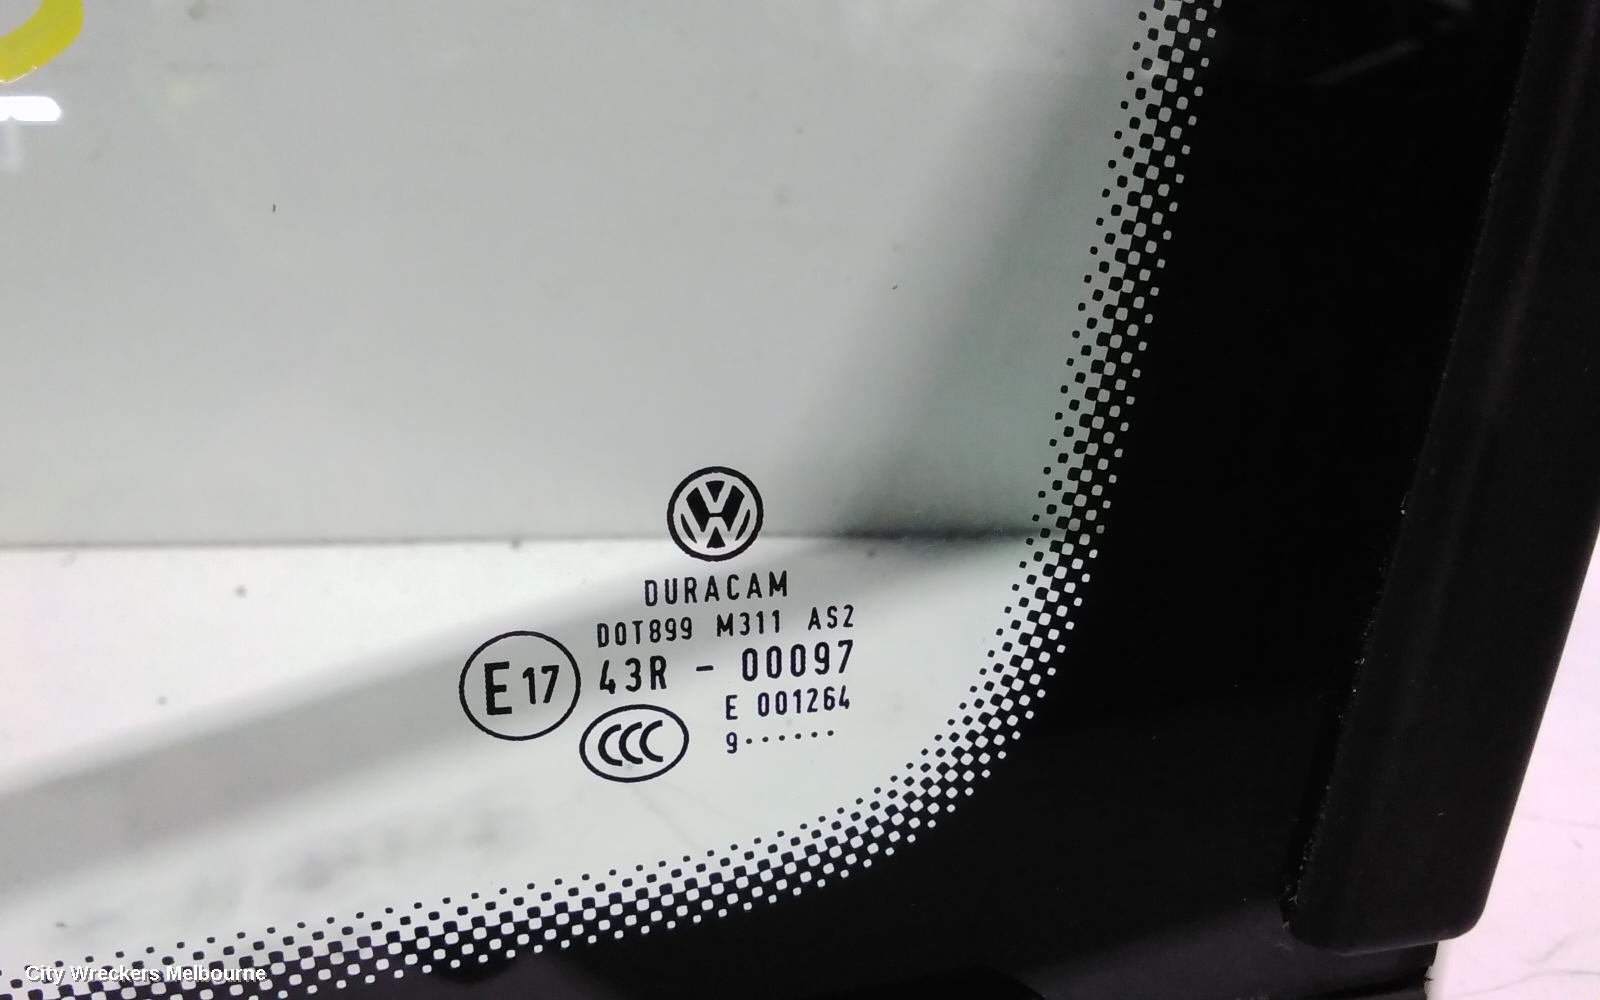 DURACAM
DOT899 M311 AS2
E17 43R - 00097
E 001264
CCC 9......
City Wreckers Melbourne